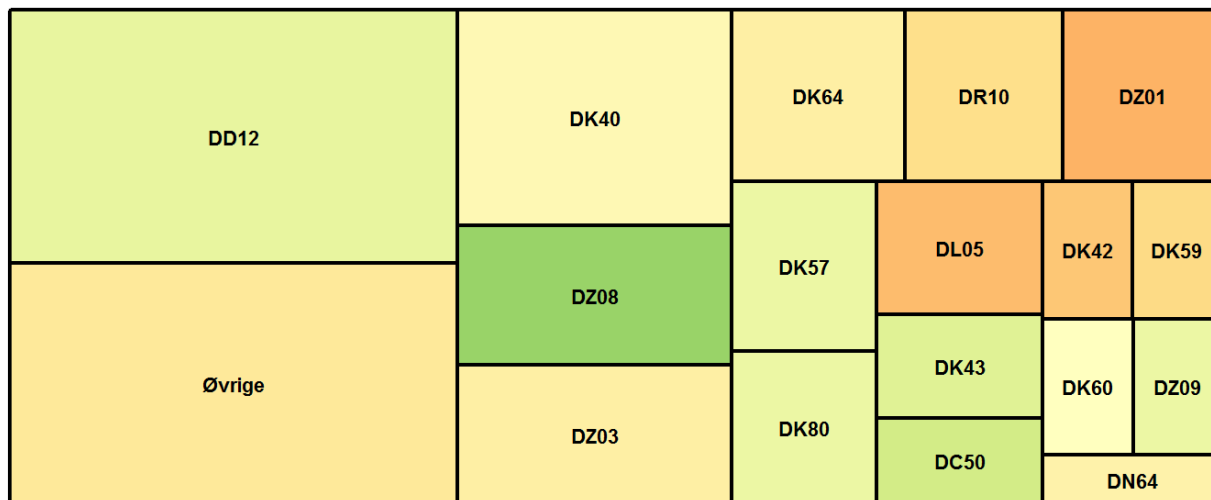 DD12
Øvrige
DK40
DZ08
DZ03
DK64
DR10
DZ01
DK57
DK80
DL05
DK43
DC50
DK42
DK59
DK60
DZ09
DN64